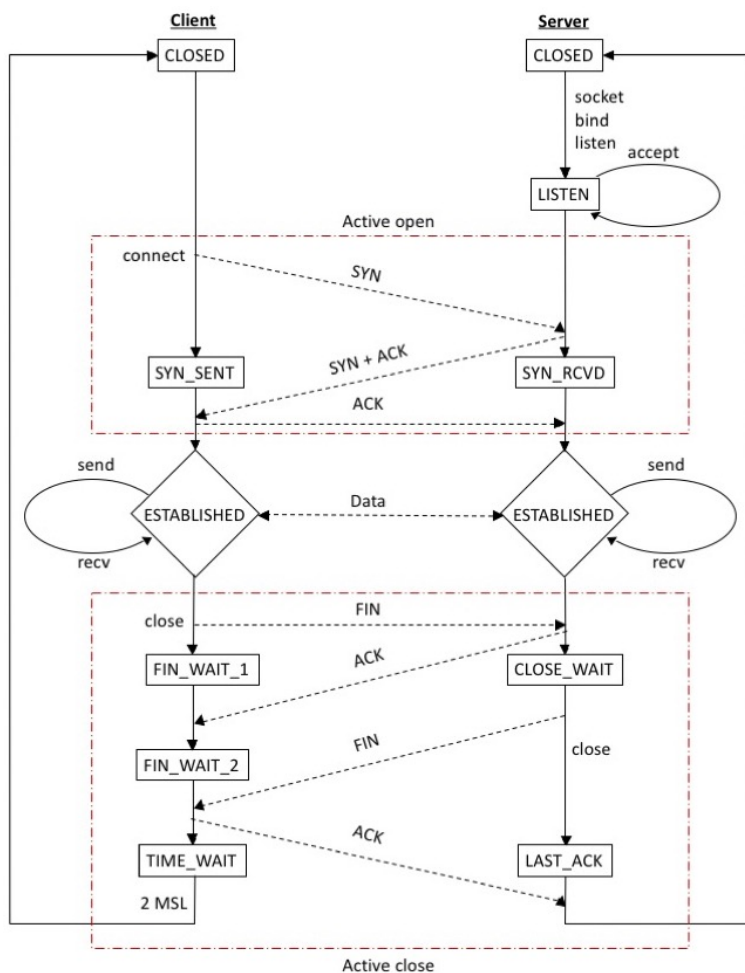 Client
Server
CLOSED
CLOSED
socket
bind
listen
accept
LISTEN
Active open
connect
SYN
SYN + ACK
SYN_SENT
SYN_RCVD
ACK
send
send
ESTABLISHED
Data
ESTABLISHED
recv
recv
close
FIN
ACK
FIN_WAIT_1
CLOSE_WAIT
FIN
close
FIN_WAIT_2
ACK
TIME_WAIT
LAST_ACK
2 MSL
Active close